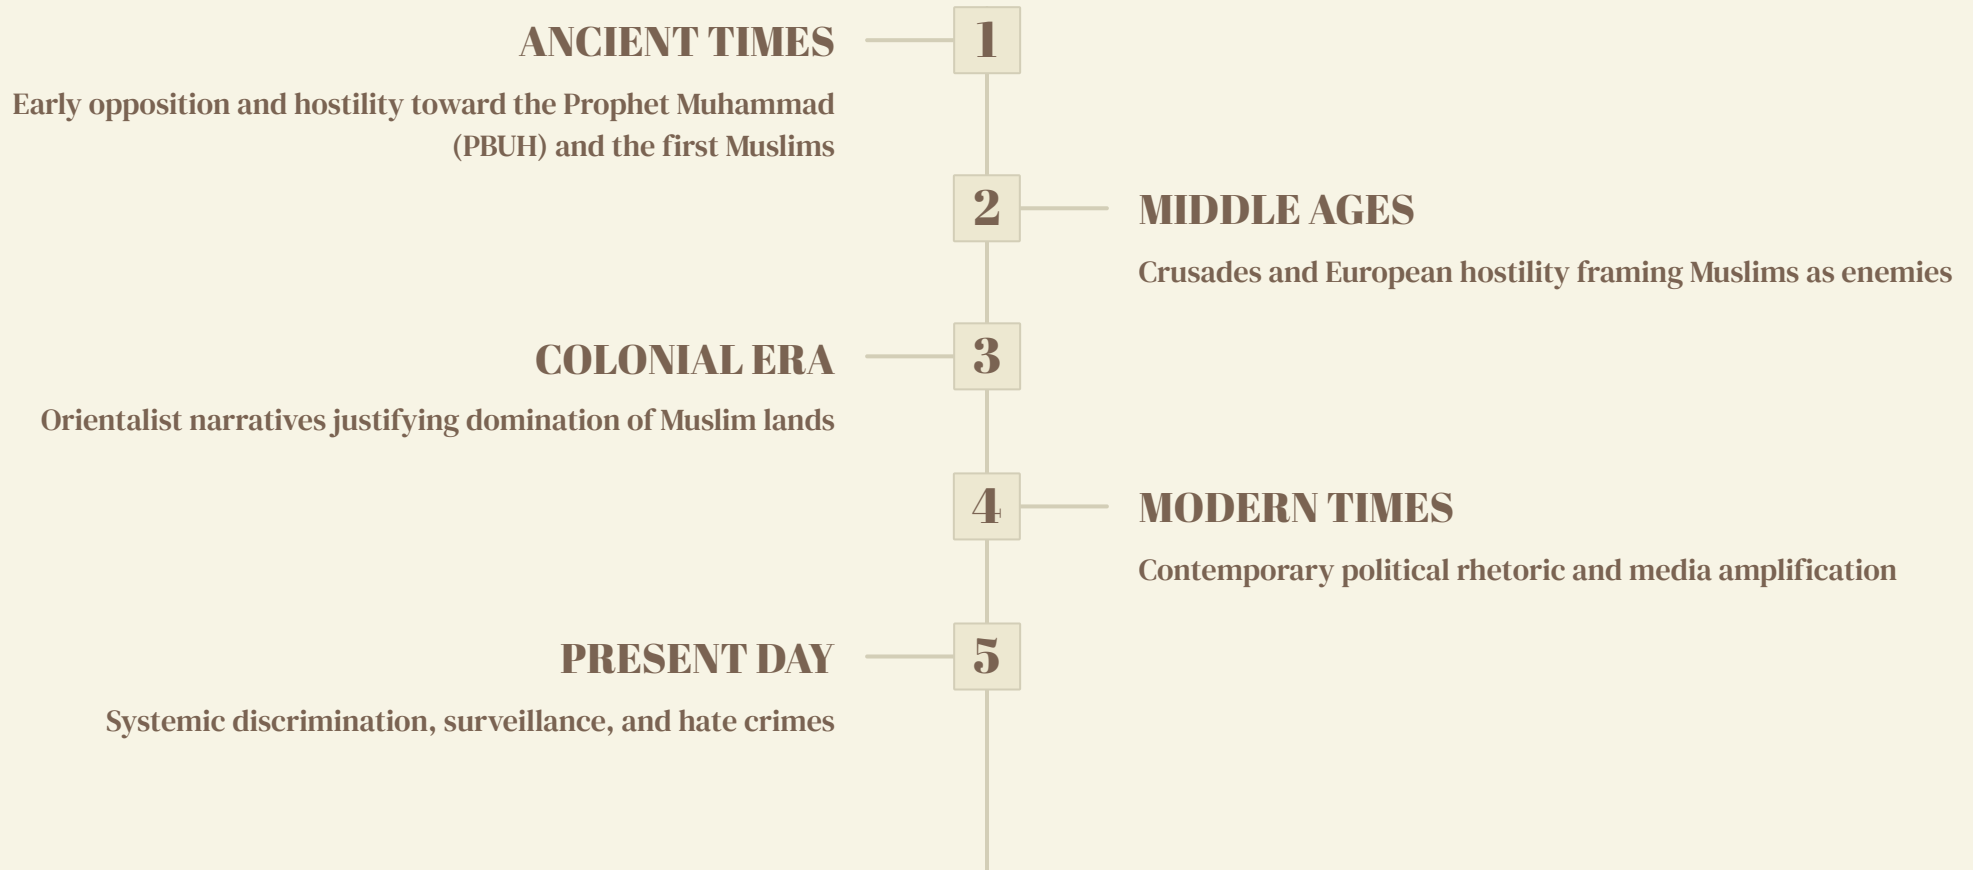 ANCIENT TIMES
1
Early opposition and hostility toward the Prophet Muhammad
(PBUH) and the first Muslims
2
MIDDLE AGES
Crusades and European hostility framing Muslims as enemies
COLONIAL ERA
3
Orientalist narratives justifying domination of Muslim lands
4
MODERN TIMES
Contemporary political rhetoric and media amplification
PRESENT DAY
5
Systemic discrimination, surveillance, and hate crimes